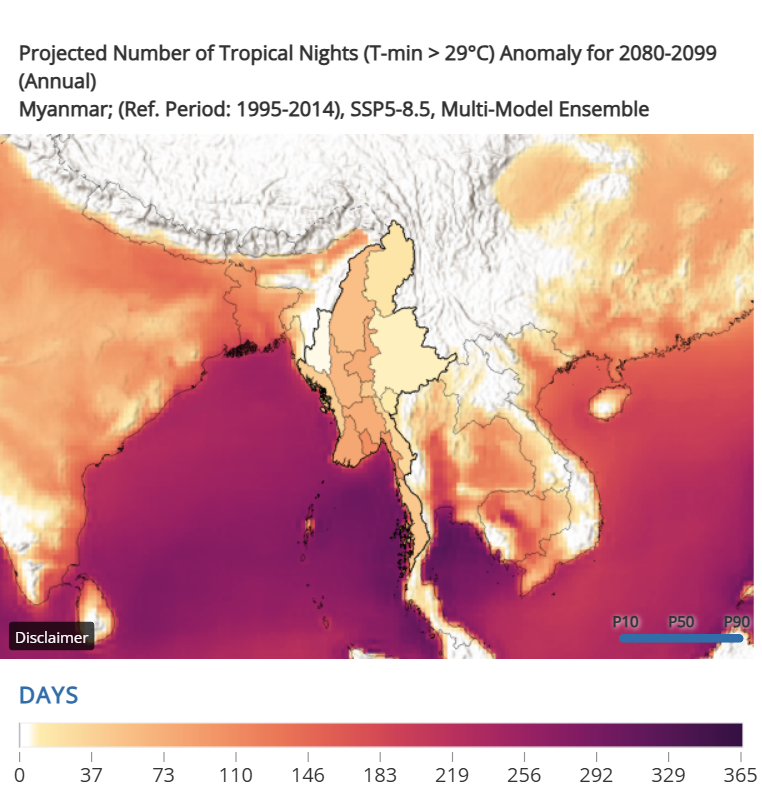 Projected Number of Tropical Nights (T-min > 29°C) Anomaly for 2080-2099
(Annual)
Myanmar; (Ref. Period: 1995-2014), SSP5-8.5, Multi-Model Ensemble
P10 P50 P90
Disclaimer
DAYS
0 37 73 110 146 183 219 256 292 329 365